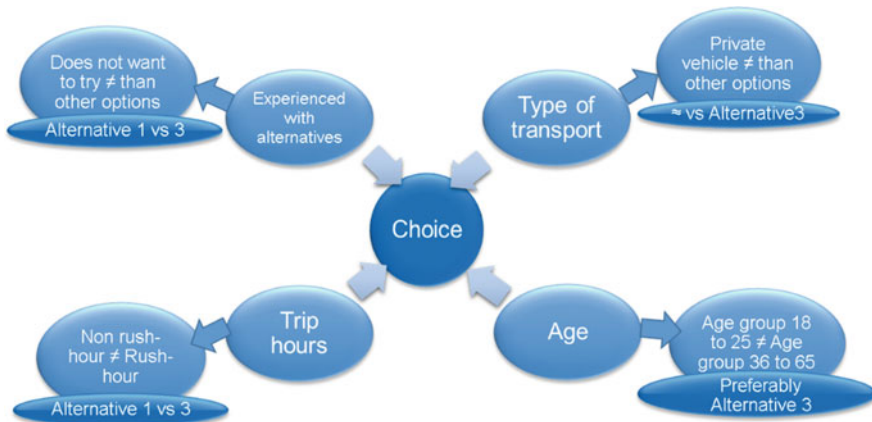 Does not want
to try ≠ than
other options
Alternative 1 vs 3
Experienced
with
alternatives
Type of
transport
Private
vehicle ≠ than
other options
≈ vs Alternative3
Choice
Non rush-
hour ≠ Rush-
hour
Alternative 1 vs 3
Trip
hours
Age
Age group 18
to 25 ≠ Age
group 36 to 65
Preferably
Alternative 3